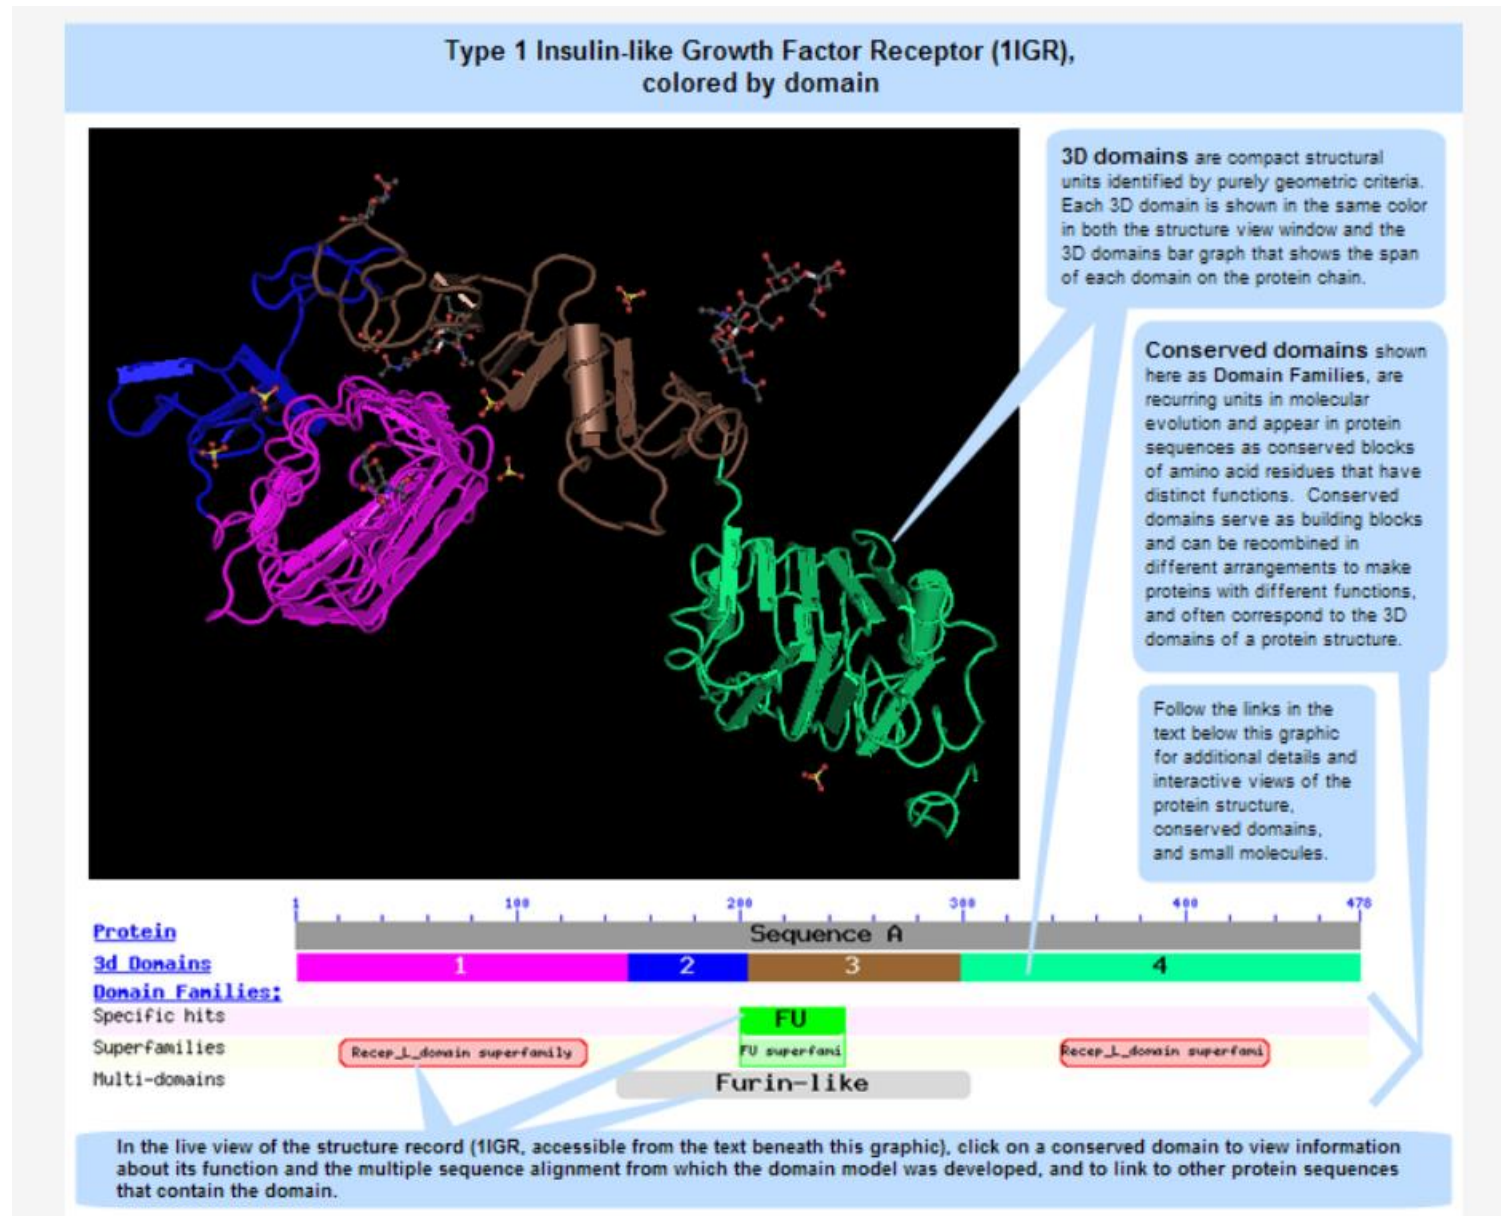 Type 1 Insulin-like Growth Factor Receptor (1IGR),
colored by domain
3D domains are compact structural
units identified by purely geometric criteria.
Each 3D domain is shown in the same color
in both the structure view window and the
3D domains bar graph that shows the span
of each domain on the protein chain.
Conserved domains shown
here as Domain Families, are
recurring units in molecular
evolution and appear in protein
sequences as conserved blocks
of amino acid residues that have
distinct functions. Conserved
domains serve as building blocks
and can be recombined in
different arrangements to make
proteins with different functions,
and often correspond to the 3D
domains of a protein structure.
Follow the links in the
text below this graphic
for additional details and
interactive views of the
protein structure,
conserved domains,
and small molecules.
1 100 200 300 400 478
Protein Sequence A
3d Domains 1 2 3 4
Domain Families:
Specific hits FU
Superfamilies Recep_L_domain superfamily FU superfami Recep_L_domain superfami
Multi-domains Furin-like
In the live view of the structure record (1IGR, accessible from the text beneath this graphic), click on a conserved domain to view information
about its function and the multiple sequence alignment from which the domain model was developed, and to link to other protein sequences
that contain the domain.